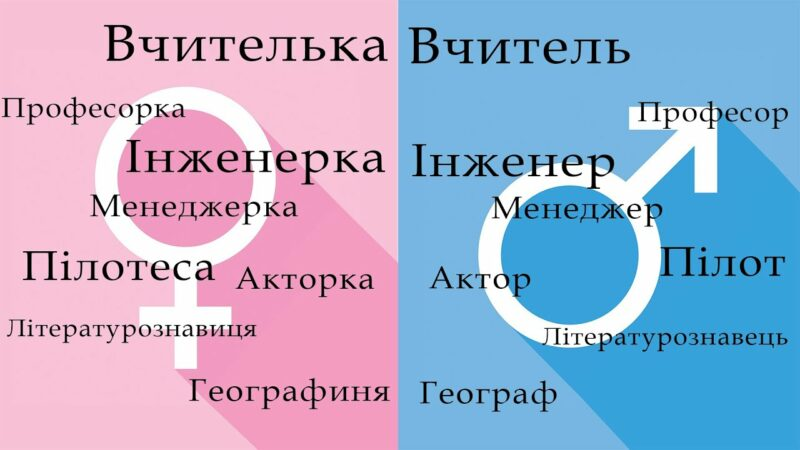 Вчителька
Професорка
Інженерка
Менеджерка
Пілотеса
Акторка
Літературознавиця
Географиня
Вчитель
Професор
Інженер
Менеджер
Пілот
Актор
Літературознавець
Географ